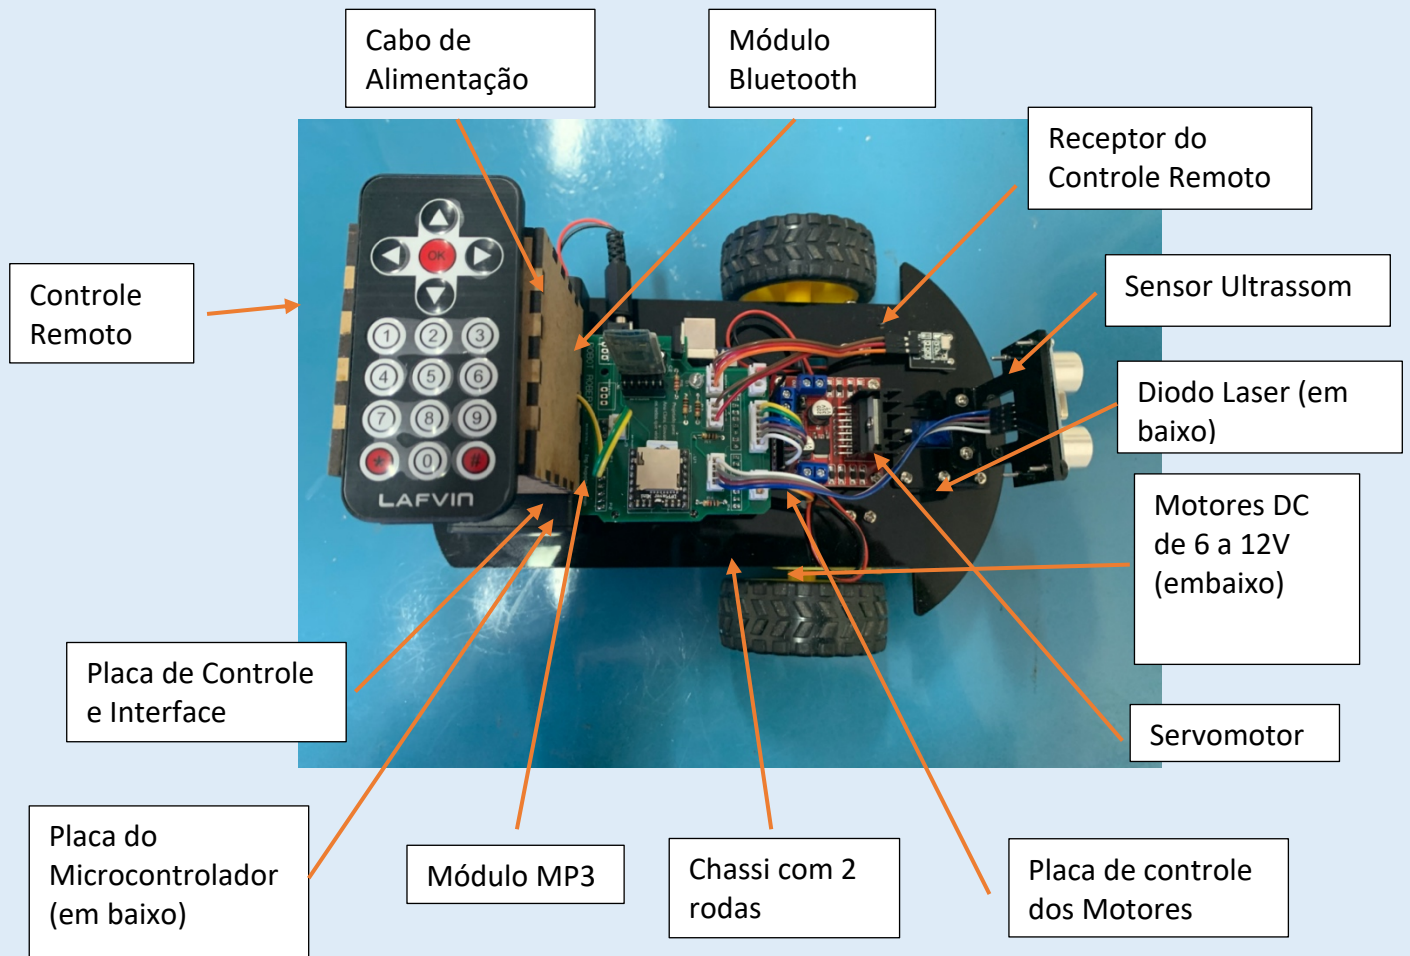 Cabo de
Alimentação
Módulo
Bluetooth
Receptor do
Controle Remoto
Sensor Ultrassom
Controle
Remoto
Diodo Laser (em
baixo)
Motores DC
de 6 a 12V
(embaixo)
Placa de Controle
e Interface
Servomotor
Placa do
Microcontrolador
(em baixo)
Módulo MP3
Chassi com 2
rodas
Placa de controle
dos Motores
OK
1 2 3
4 5 6
7 8 9
* 0 #
LAFVIN